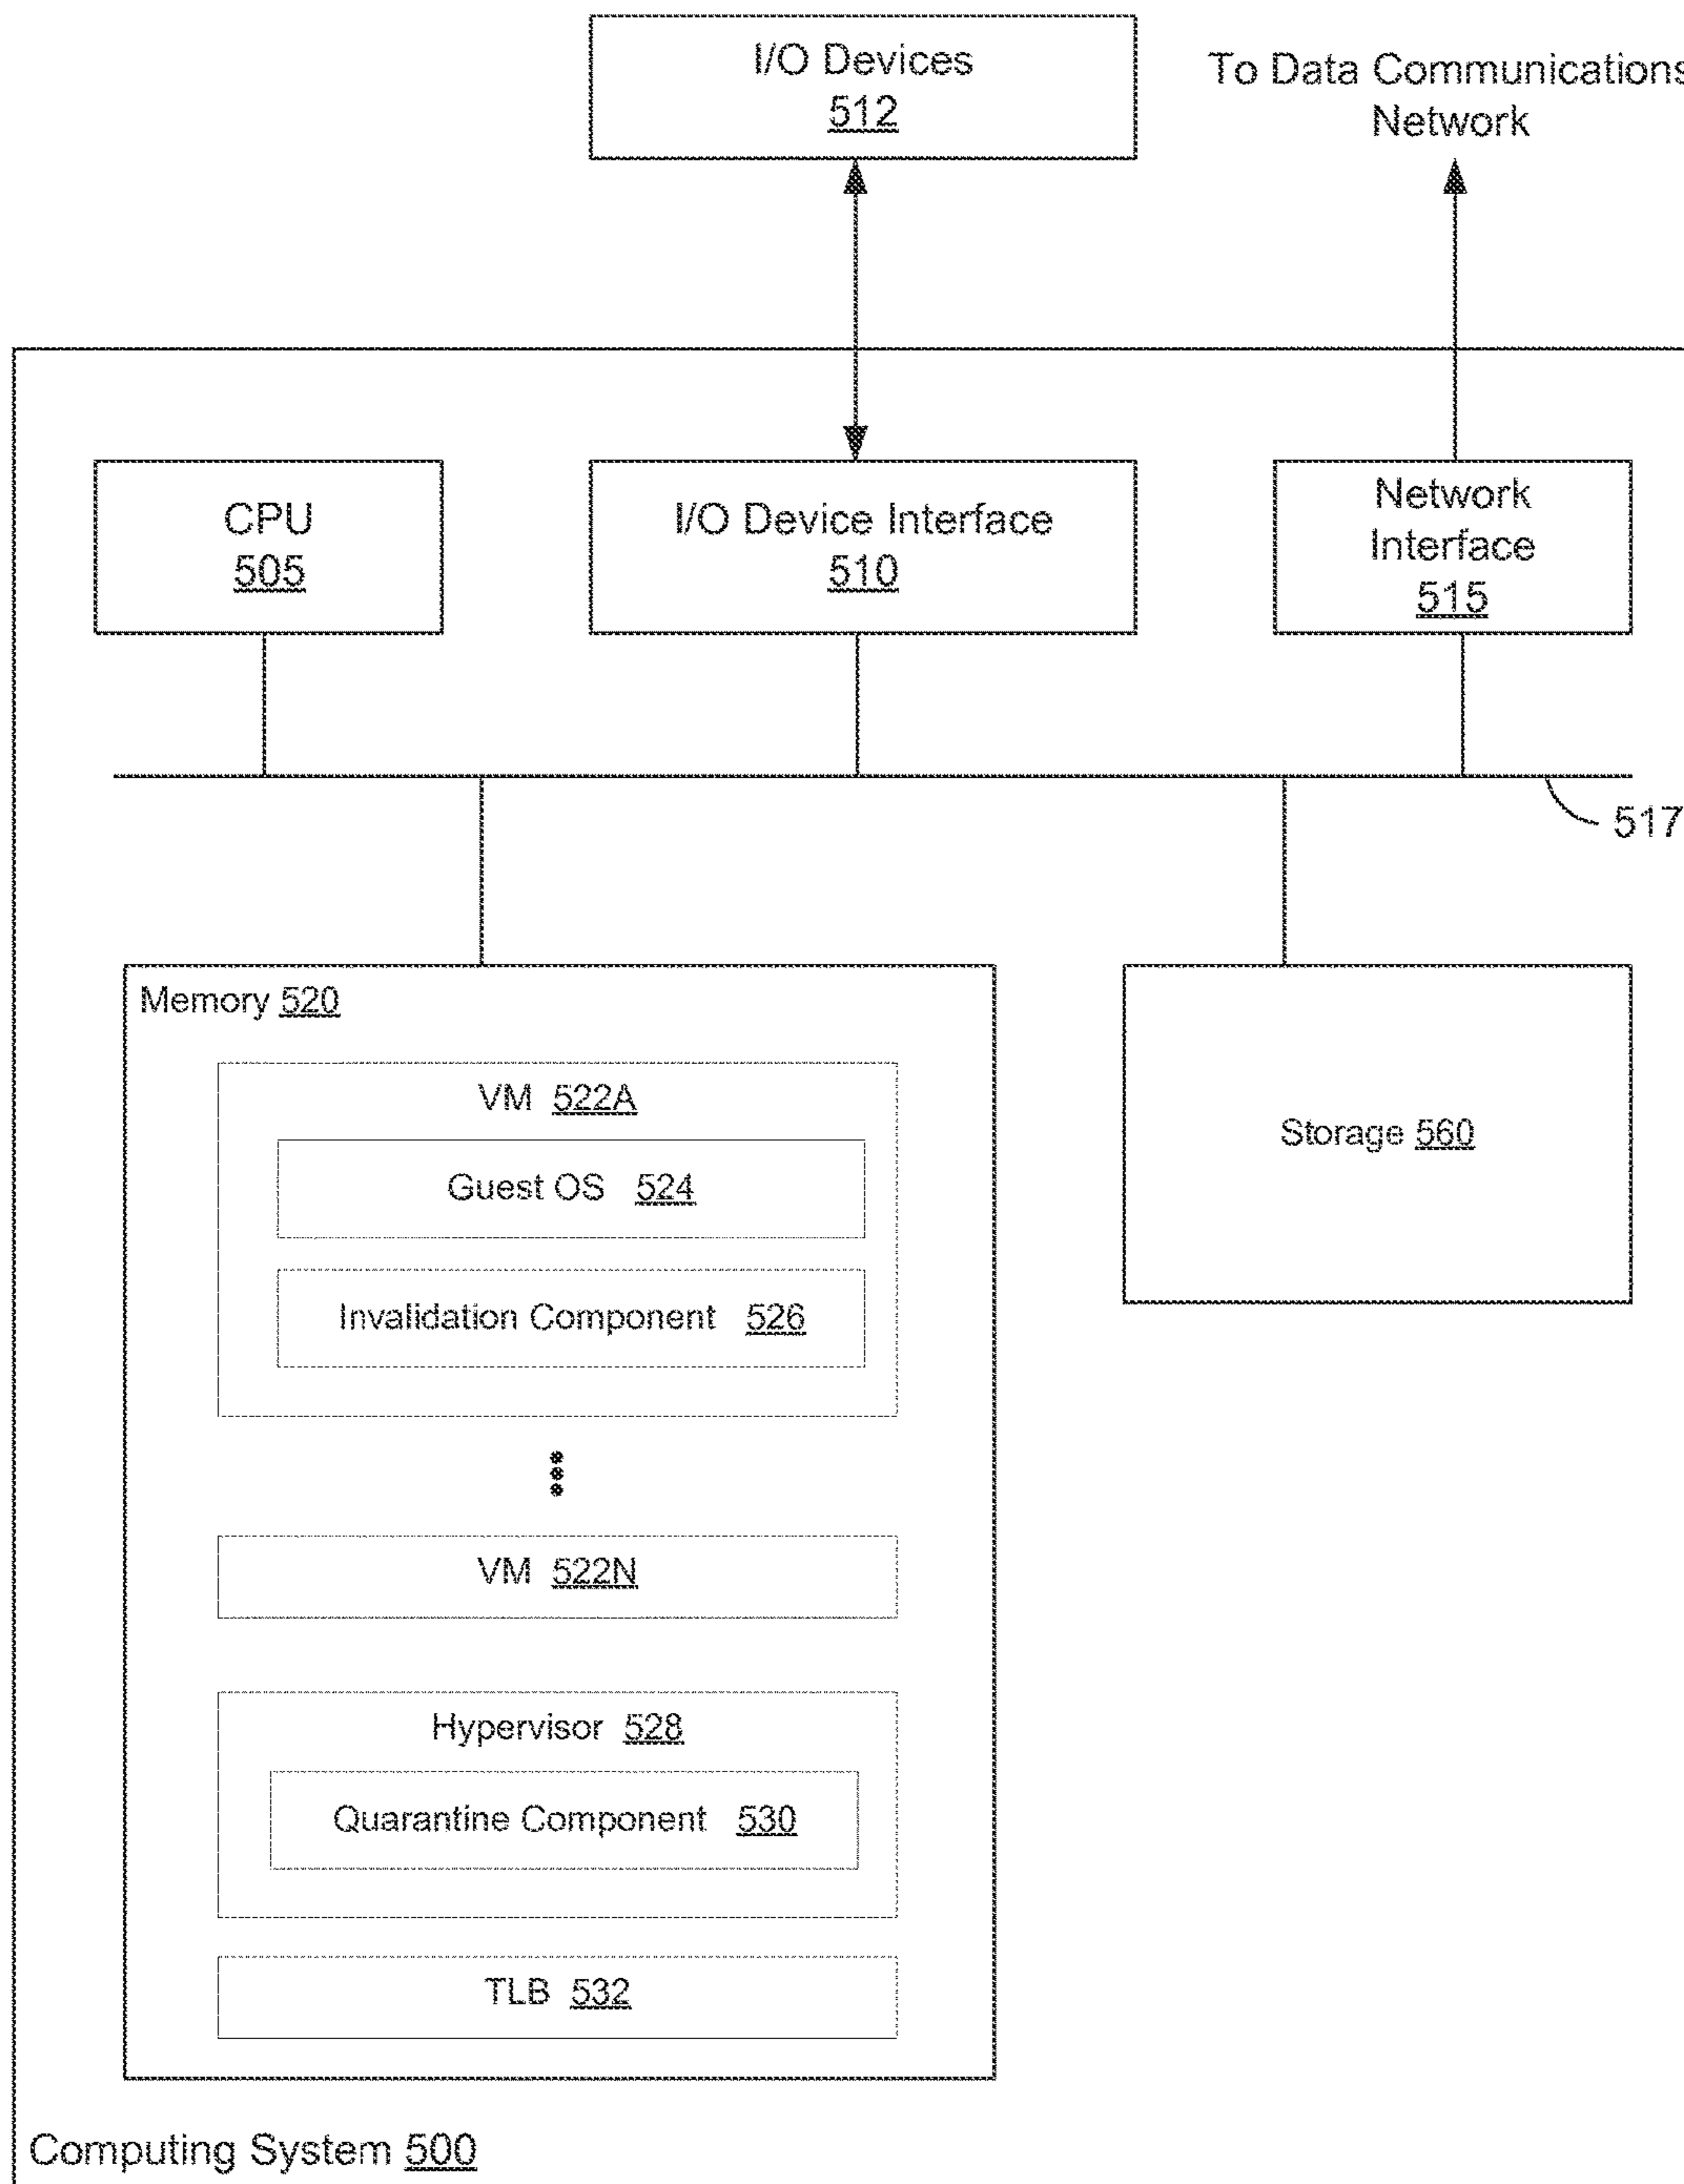 I/O Devices
512
To Data Communications
Network
CPU
505
I/O Device Interface
510
Network
Interface
515
517
Memory 520
VM 522A
Guest OS 524
Invalidation Component 526
VM 522N
Hypervisor 528
Quarantine Component 530
TLB 532
Storage 560
Computing System 500